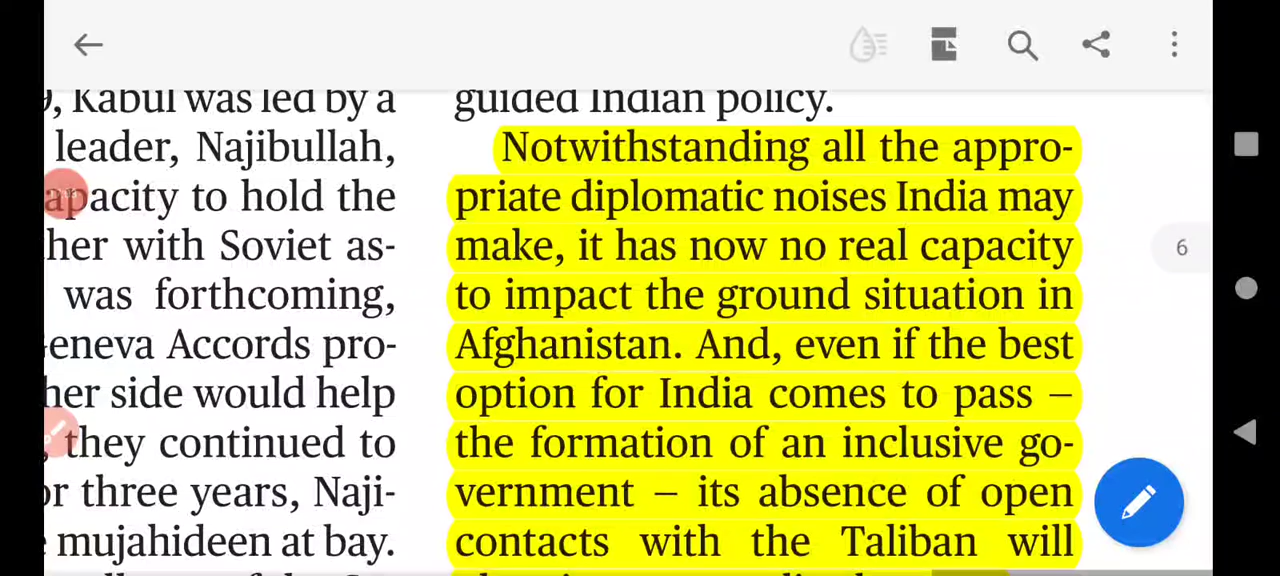 9, Kabul was led by a
leader, Najibullah,
apacity to hold the
her with Soviet as-
was forthcoming,
eneva Accords pro-
her side would help
they continued to
or three years, Naji-
mujahideen at bay.
guided Indian policy.
Notwithstanding all the appro-
priate diplomatic noises India may
make, it has now no real capacity
to impact the ground situation in
Afghanistan. And, even if the best
option for India comes to pass –
the formation of an inclusive go-
vernment – its absence of open
contacts with the Taliban will
6